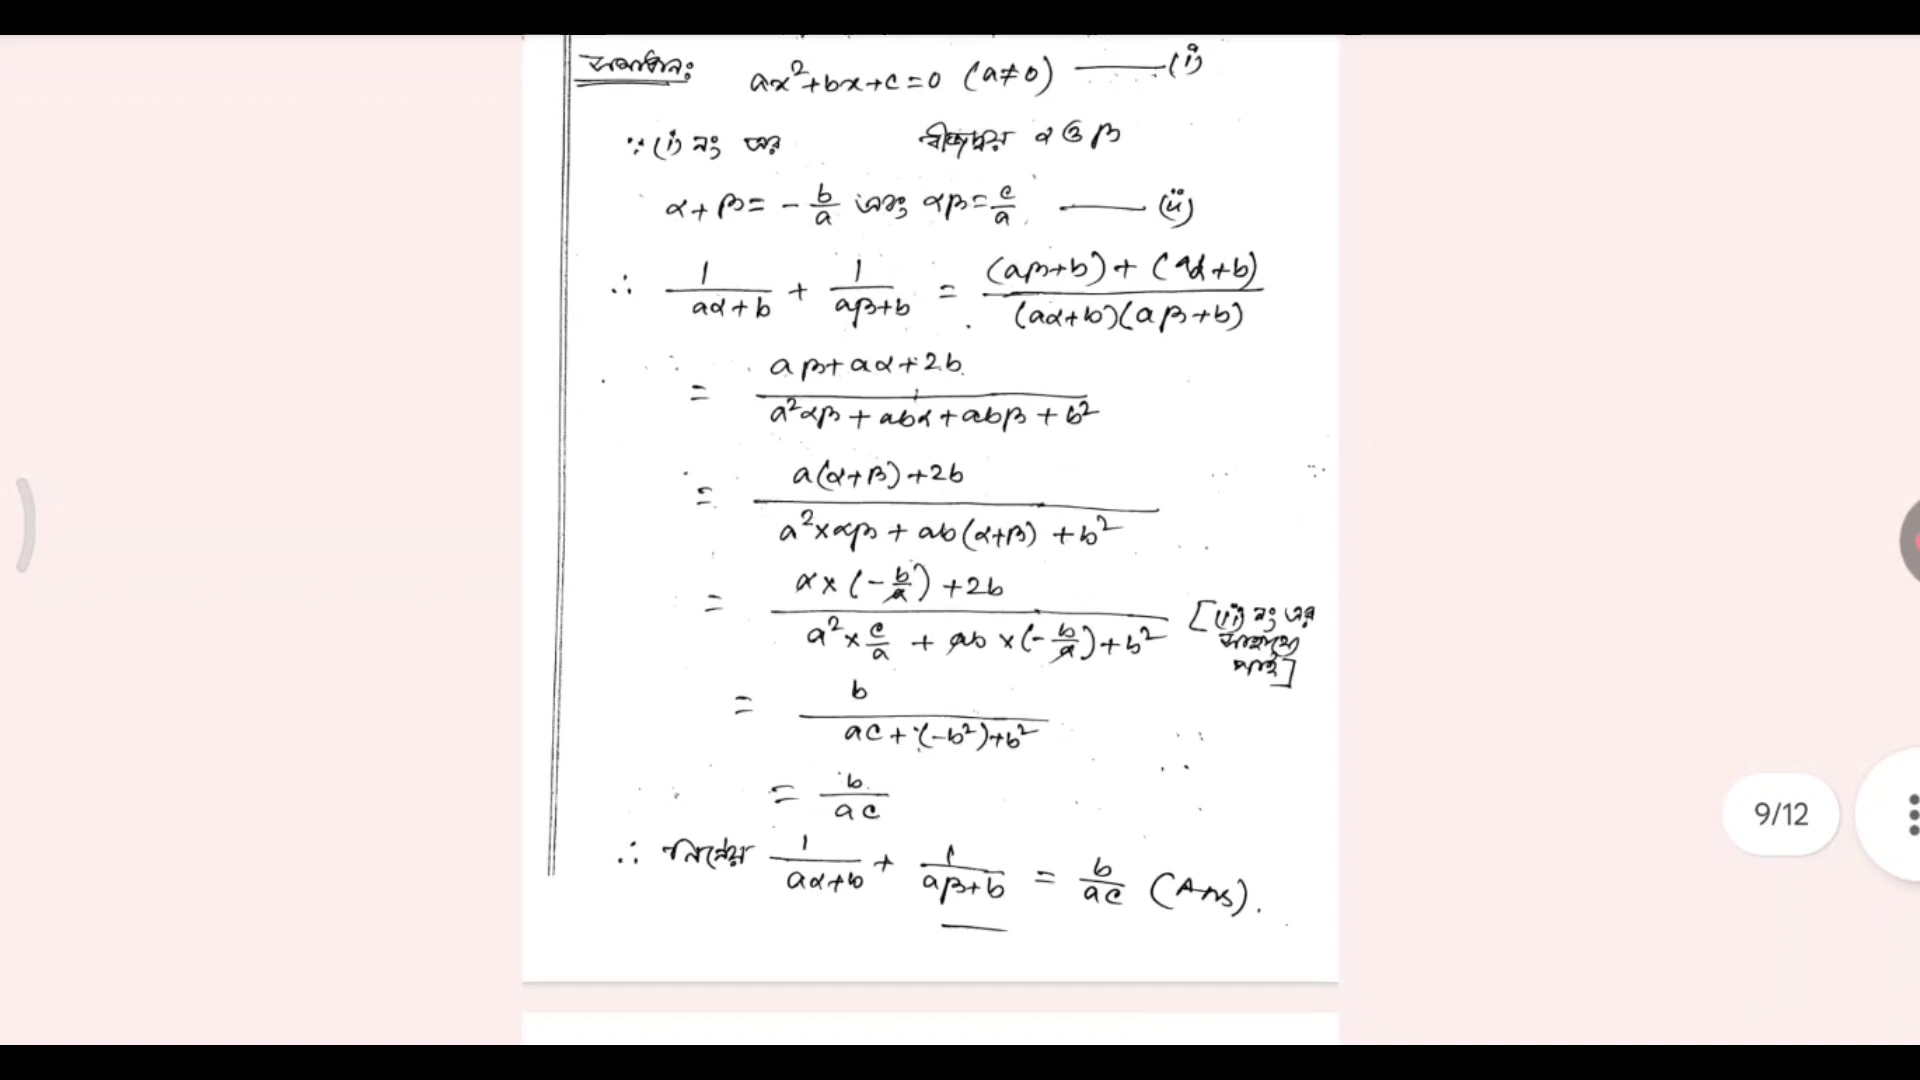 সমাধান: ax²+bx+c=0 (a≠0) ——(i)
∵ (i) নং এর বীজদ্বয় α ও β
α+β = -b/a এবং αβ = c/a ——(ii)
∴ 1/(aα+b) + 1/(aβ+b) = ((aβ+b)+(aα+b))/((aα+b)(aβ+b))
= (aβ+aα+2b)/(a²αβ+abα+abβ+b²)
= (a(α+β)+2b)/(a²×αβ+ab(α+β)+b²)
= (a×(-b/a)+2b)/(a²×c/a+ab×(-b/a)+b²) [(ii) নং এর
সাহায্যে
পাই]
= b/(ac+(-b²)+b²)
= b/ac
∴ নির্ণেয় 1/(aα+b) + 1/(aβ+b) = b/ac (Ans).
9/12